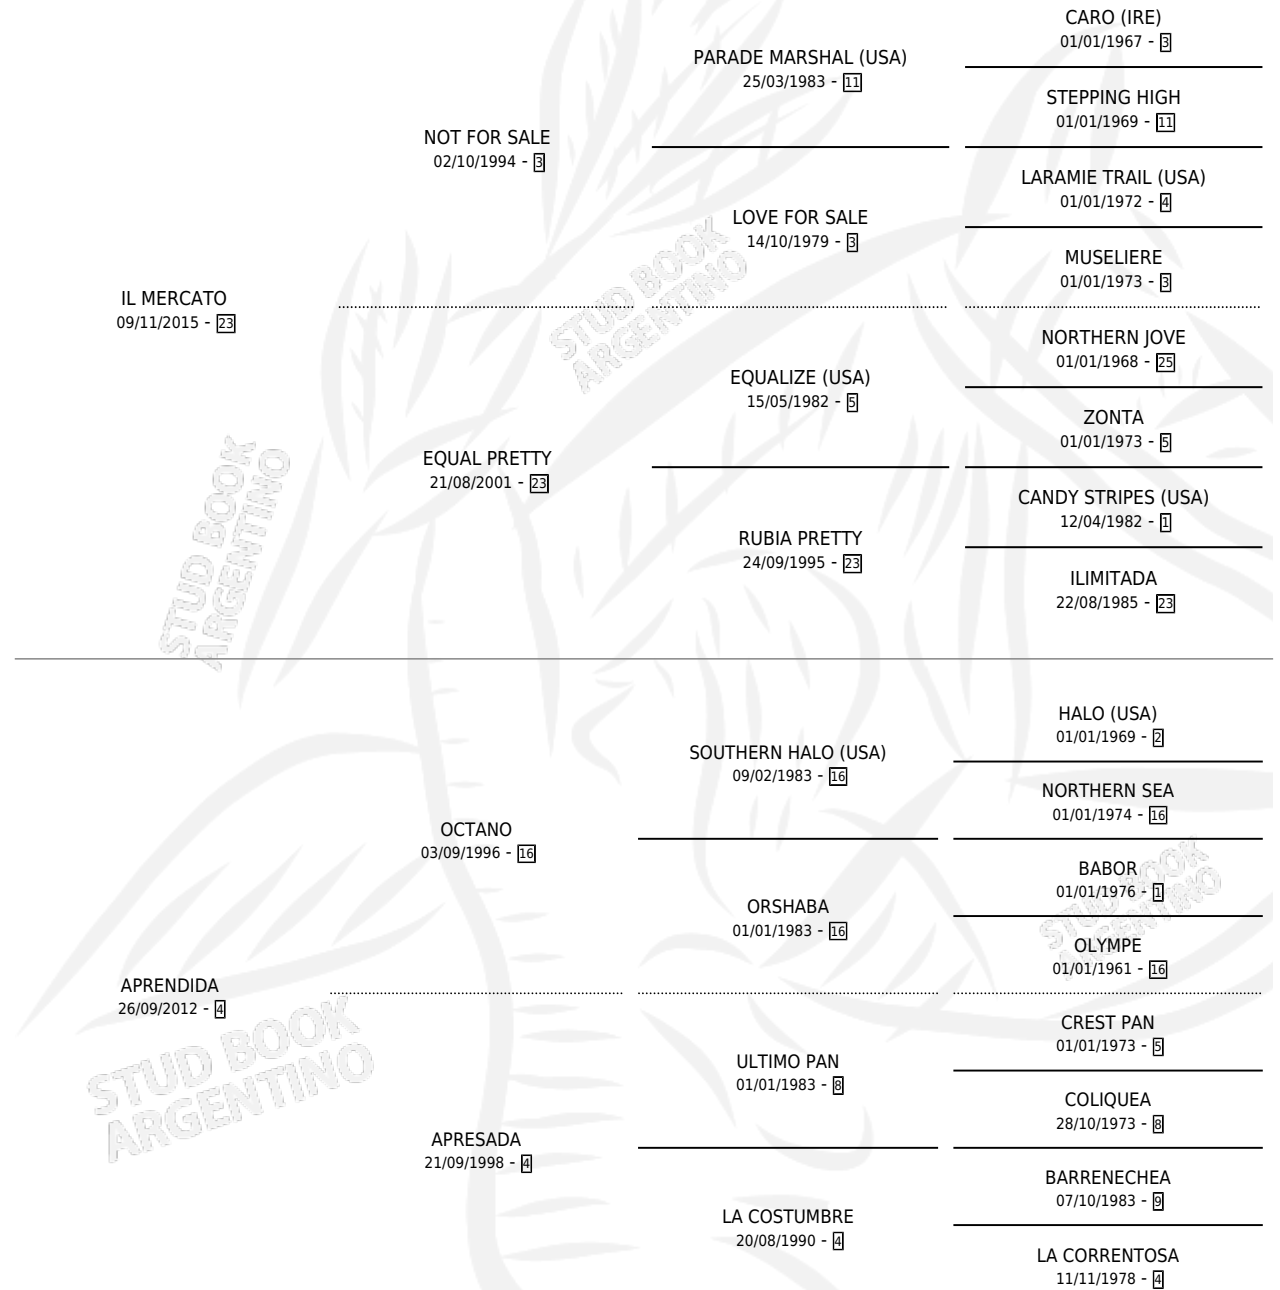 CARO (IRE)
01/01/1967 - 3
PARADE MARSHAL (USA)
25/03/1983 - 11
STEPPING HIGH
01/01/1969 - 11
NOT FOR SALE
02/10/1994 - 3
LARAMIE TRAIL (USA)
01/01/1972 - 4
LOVE FOR SALE
14/10/1979 - 3
MUSELIERE
01/01/1973 - 3
IL MERCATO
09/11/2015 - 23
NORTHERN JOVE
01/01/1968 - 25
EQUALIZE (USA)
15/05/1982 - 5
ZONTA
01/01/1973 - 5
EQUAL PRETTY
21/08/2001 - 23
CANDY STRIPES (USA)
12/04/1982 - 1
RUBIA PRETTY
24/09/1995 - 23
ILIMITADA
22/08/1985 - 23
HALO (USA)
01/01/1969 - 2
SOUTHERN HALO (USA)
09/02/1983 - 16
NORTHERN SEA
01/01/1974 - 16
OCTANO
03/09/1996 - 16
BABOR
01/01/1976 - 1
ORSHABA
01/01/1983 - 16
OLYMPE
01/01/1961 - 16
APRENDIDA
26/09/2012 - 4
CREST PAN
01/01/1973 - 5
ULTIMO PAN
01/01/1983 - 8
COLIQUEA
28/10/1973 - 8
APRESADA
21/09/1998 - 4
BARRENECHEA
07/10/1983 - 9
LA COSTUMBRE
20/08/1990 - 4
LA CORRENTOSA
11/11/1978 - 4
STUD BOOK
ARGENTINO
STUD BOOK
ARGENTINO
STUD BOOK
ARGENTINO
STUD BOOK
ARGENTINO